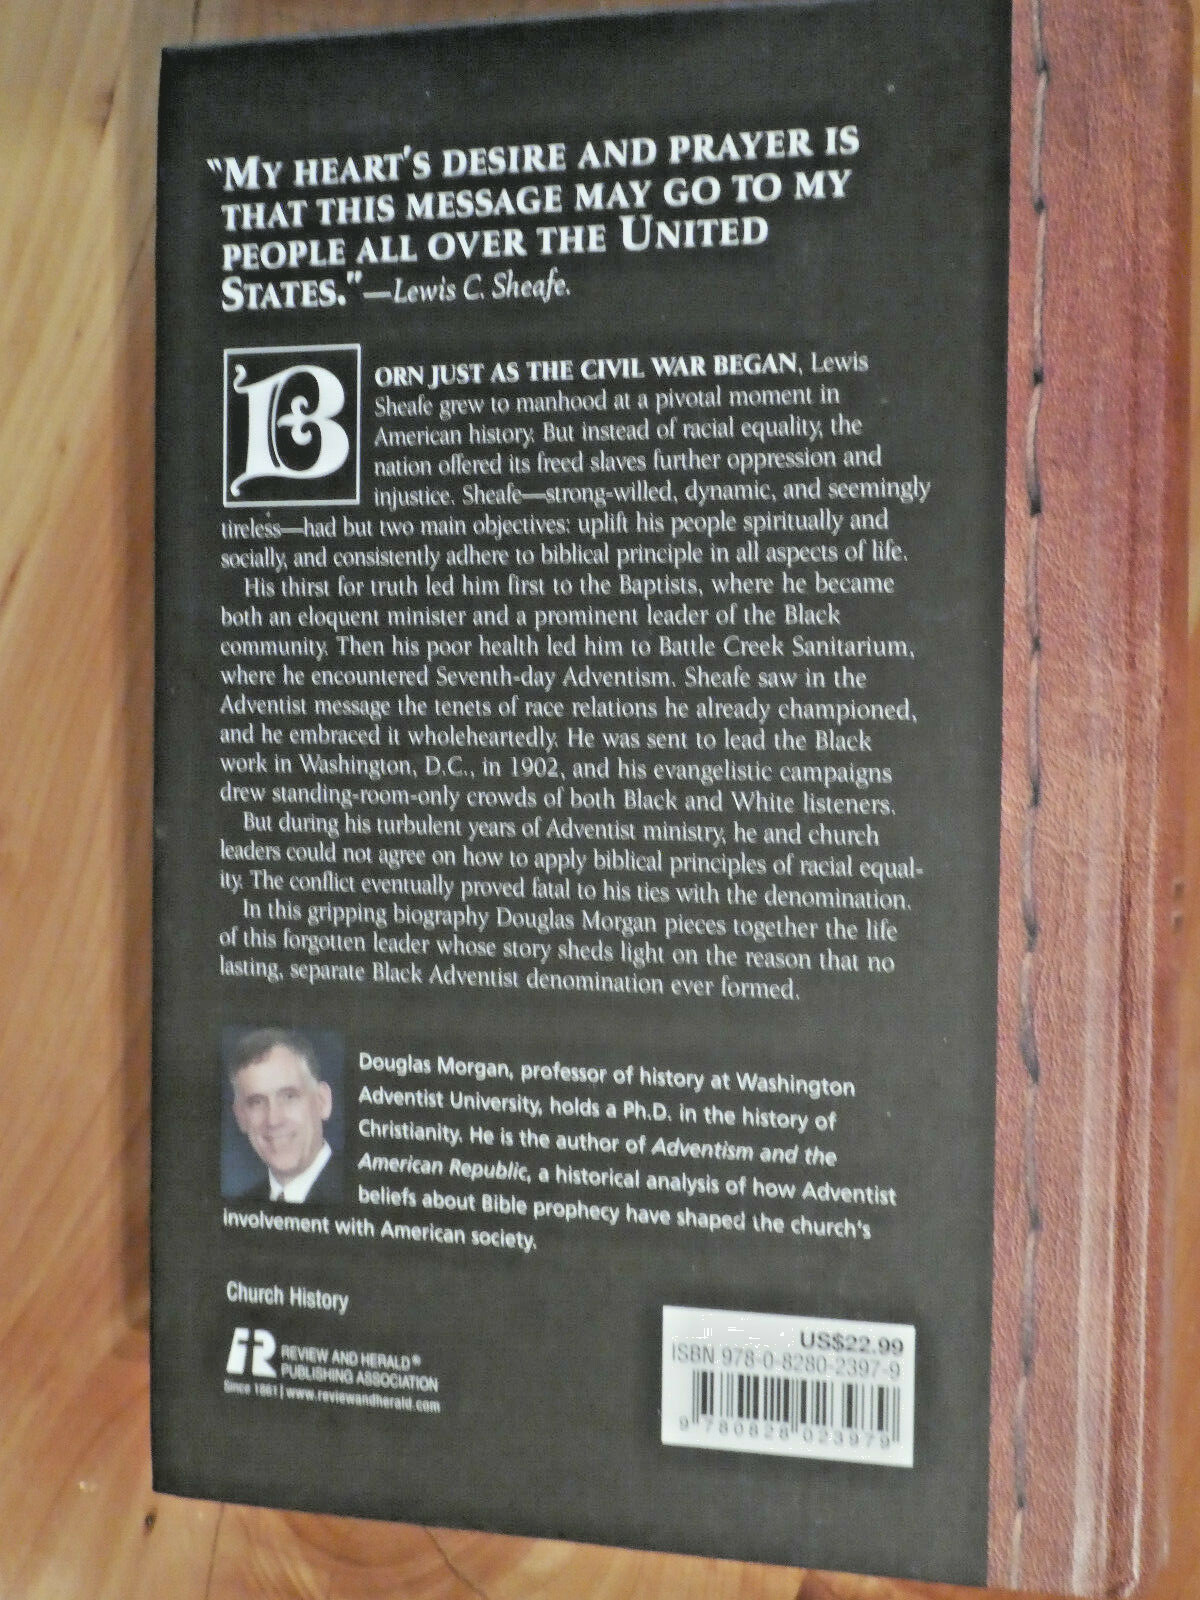 “MY HEART'S DESIRE AND PRAYER IS
THAT THIS MESSAGE MAY GO TO MY
PEOPLE ALL OVER THE UNITED
STATES.”—Lewis C. Sheafe.
BORN JUST AS THE CIVIL WAR BEGAN, Lewis
Sheafe grew to manhood at a pivotal moment in
American history. But instead of racial equality, the
nation offered its freed slaves further oppression and
injustice. Sheafe—strong-willed, dynamic, and seemingly
tireless—had but two main objectives: uplift his people spiritually and
socially, and consistently adhere to biblical principle in all aspects of life.
His thirst for truth led him first to the Baptists, where he became
both an eloquent minister and a prominent leader of the Black
community. Then his poor health led him to Battle Creek Sanitarium,
where he encountered Seventh-day Adventism. Sheafe saw in the
Adventist message the tenets of race relations he already championed,
and he embraced it wholeheartedly. He was sent to lead the Black
work in Washington, D.C., in 1902, and his evangelistic campaigns
drew standing-room-only crowds of both Black and White listeners.
But during his turbulent years of Adventist ministry, he and church
leaders could not agree on how to apply biblical principles of racial equal-
ity. The conflict eventually proved fatal to his ties with the denomination.
In this gripping biography Douglas Morgan pieces together the life
of this forgotten leader whose story sheds light on the reason that no
lasting, separate Black Adventist denomination ever formed.
Douglas Morgan, professor of history at Washington
Adventist University, holds a Ph.D. in the history of
Christianity. He is the author of Adventism and the
American Republic, a historical analysis of how Adventist
beliefs about Bible prophecy have shaped the church's
involvement with American society.
Church History
R REVIEW AND HERALD®
PUBLISHING ASSOCIATION
Since 1861 | www.reviewandherald.com
US$22.99
ISBN 978-0-8280-2397-9
9 780828 023979